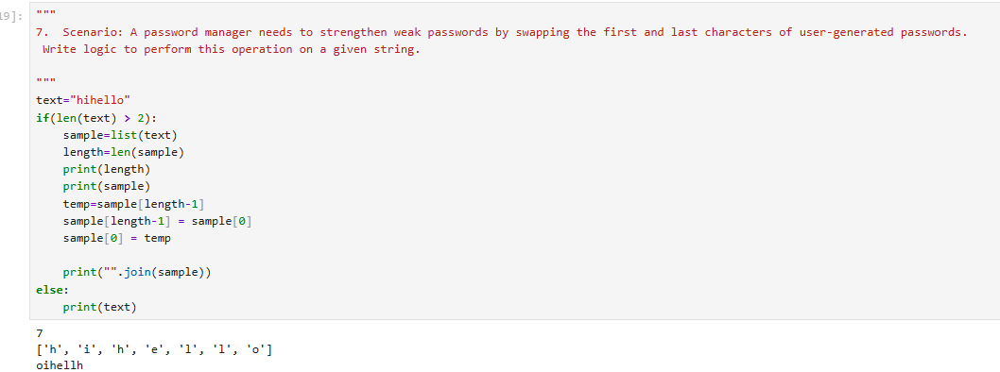 19]:
"""
7.  Scenario: A password manager needs to strengthen weak passwords by swapping the first and last characters of user-generated passwords.
 Write logic to perform this operation on a given string.
"""
text="hihello"
if(len(text) > 2):
    sample=list(text)
    length=len(sample)
    print(length)
    print(sample)
    temp=sample[length-1]
    sample[length-1] = sample[0]
    sample[0] = temp
    print("".join(sample))
else:
    print(text)
7
['h', 'i', 'h', 'e', 'l', 'l', 'o']
oihellh